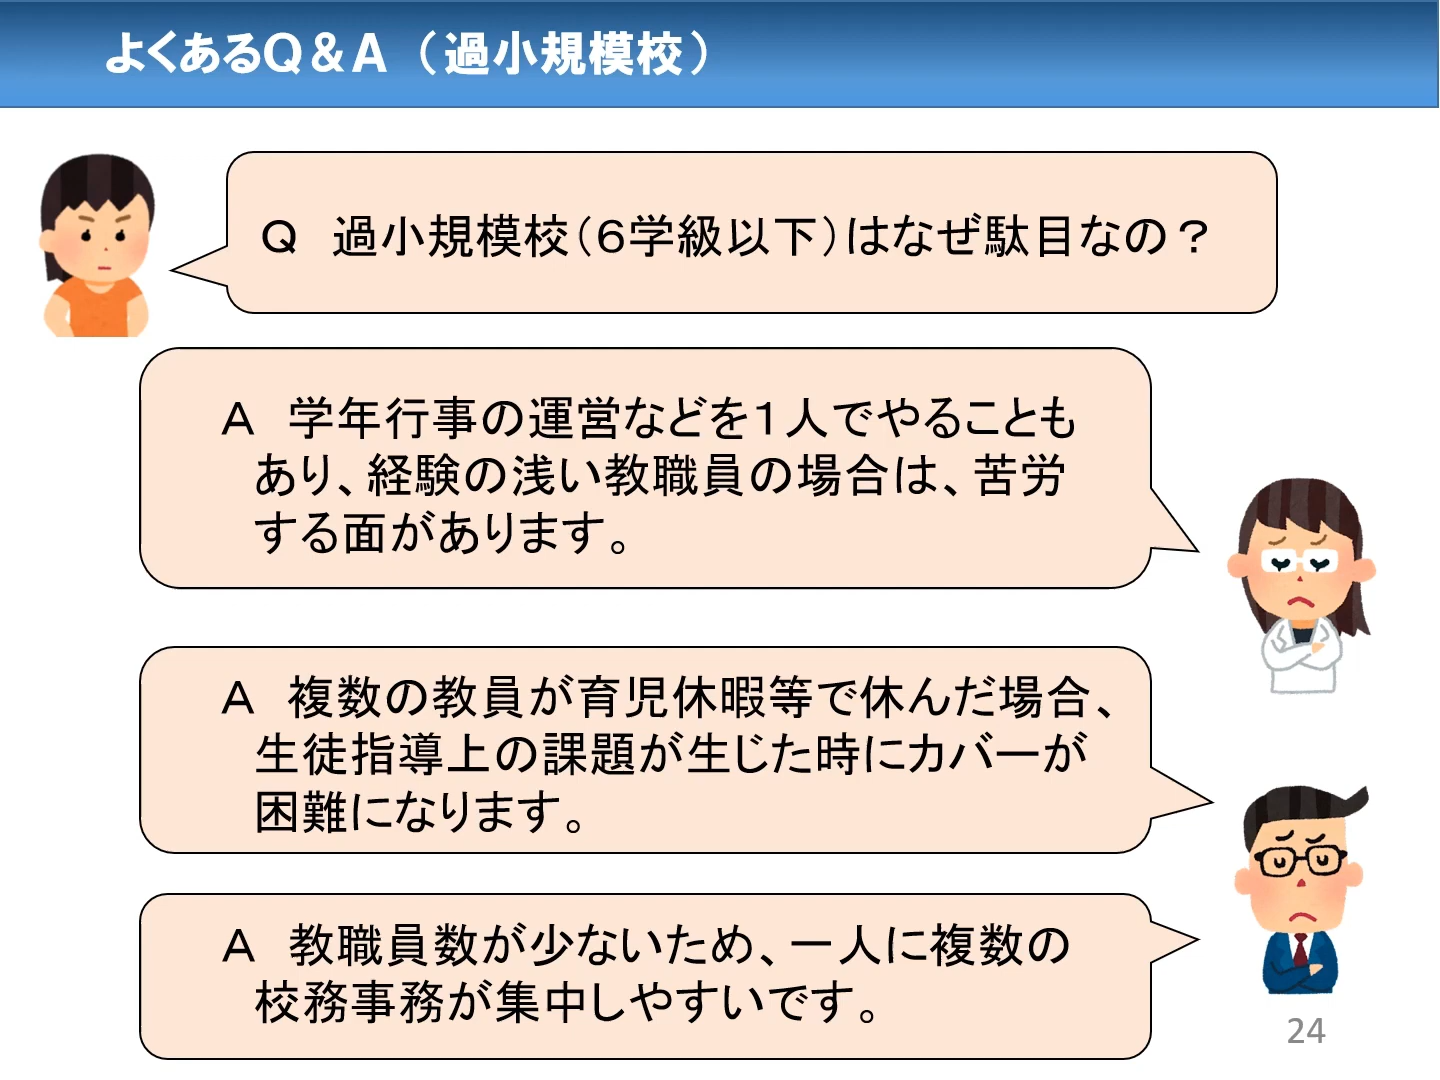 よくあるＱ＆Ａ（過小規模校）
Ｑ　過小規模校（６学級以下）はなぜ駄目なの？
Ａ　学年行事の運営などを１人でやることも
あり、経験の浅い教職員の場合は、苦労
する面があります。
Ａ　複数の教員が育児休暇等で休んだ場合、
生徒指導上の課題が生じた時にカバーが
困難になります。
Ａ　教職員数が少ないため、一人に複数の
校務事務が集中しやすいです。
24